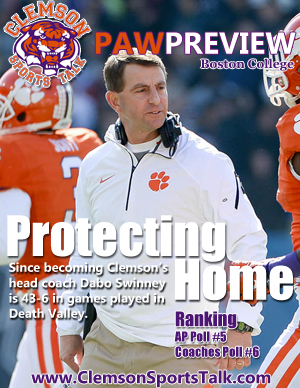 CLEMSON
SPORTS TALK
PAWPREVIEW
Boston College
Protecting
Home
Since becoming Clemson's
head coach Dabo Swinney
is 43-6 in games played in
Death Valley.
Ranking
AP Poll #5
Coaches Poll #6
www.ClemsonSportsTalk.com